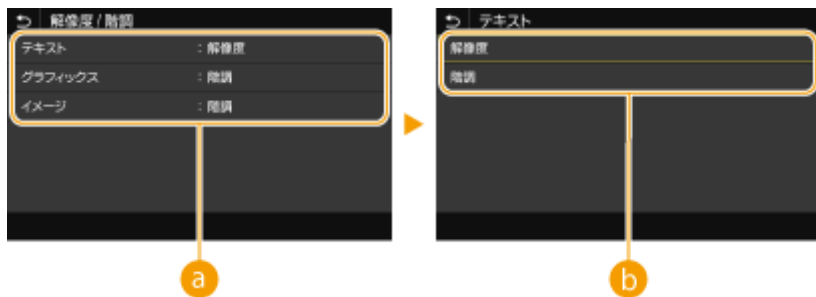 解像度/階調
テキスト : 解像度
グラフィックス : 階調
イメージ : 階調
a
テキスト
解像度
階調
b